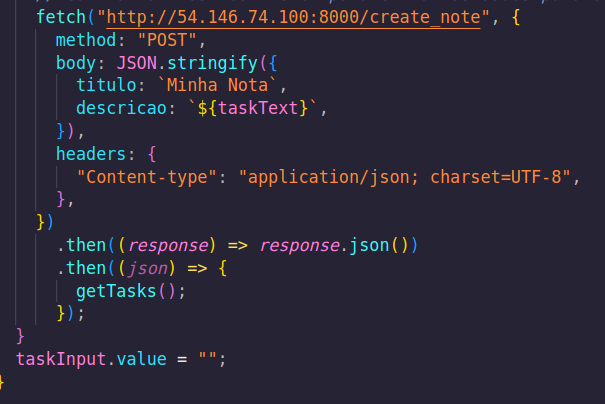 fetch("http://54.146.74.100:8000/create_note", {
method: "POST",
body: JSON.stringify({
titulo: `Minha Nota`,
descricao: `${taskText}`,
}),
headers: {
"Content-type": "application/json; charset=UTF-8",
},
})
.then((response) => response.json())
.then((json) => {
getTasks();
});
}
taskInput.value = "";
}